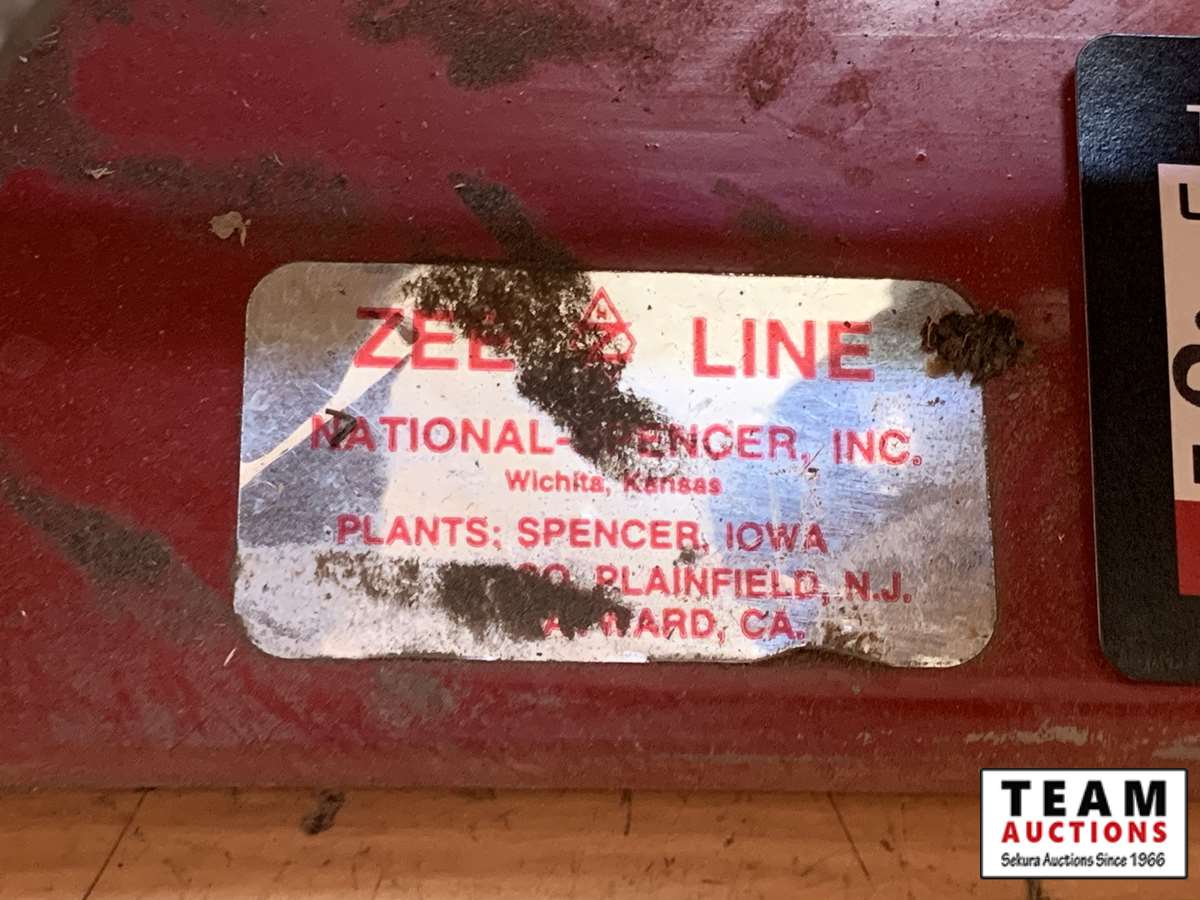 ZEE LINE
NATIONAL-SPENCER, INC.
Wichita, Kansas
PLANTS; SPENCER, IOWA
PLAINFIELD, N.J.
CA.
TEAM
AUCTIONS
Sekura Auctions Since 1966